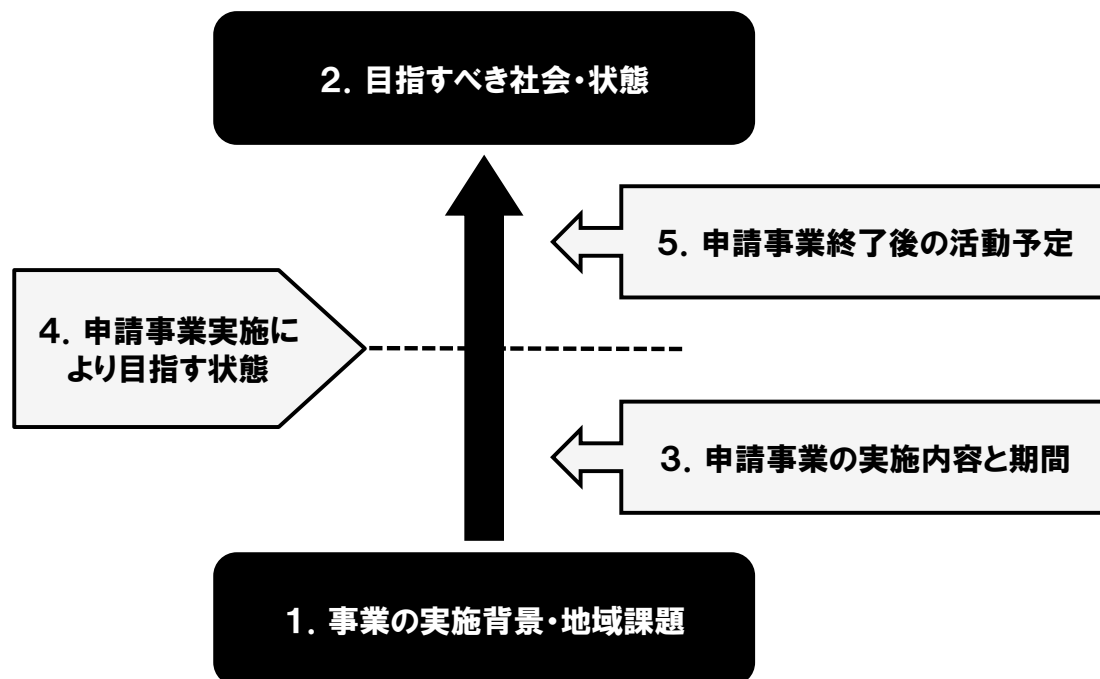 2. 目指すべき社会・状態
5. 申請事業終了後の活動予定
4. 申請事業実施に
より目指す状態
3. 申請事業の実施内容と期間
1. 事業の実施背景・地域課題